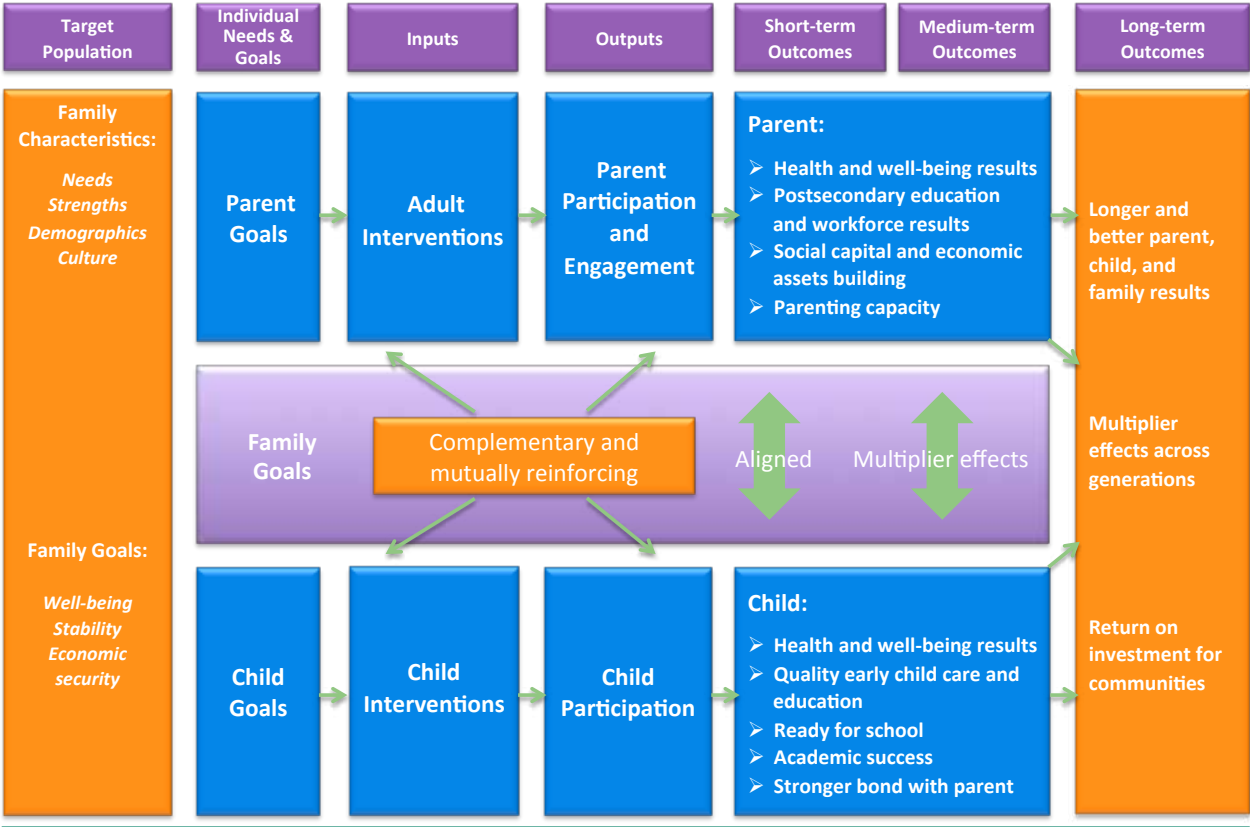 Target
Population
Individual
Needs &
Goals
Inputs
Outputs
Short-term
Outcomes
Medium-term
Outcomes
Long-term
Outcomes
Family
Characteristics:
Needs
Strengths
Demographics
Culture
Family Goals:
Well-being
Stability
Economic
security
Parent
Goals
Adult
Interventions
Parent
Participation
and
Engagement
Parent:
➢ Health and well-being results
➢ Postsecondary education
and workforce results
➢ Social capital and economic
assets building
➢ Parenting capacity
Family
Goals
Complementary and
mutually reinforcing
Aligned
Multiplier effects
Child
Goals
Child
Interventions
Child
Participation
Child:
➢ Health and well-being results
➢ Quality early child care and
education
➢ Ready for school
➢ Academic success
➢ Stronger bond with parent
Longer and
better parent,
child, and
family results
Multiplier
effects across
generations
Return on
investment for
communities